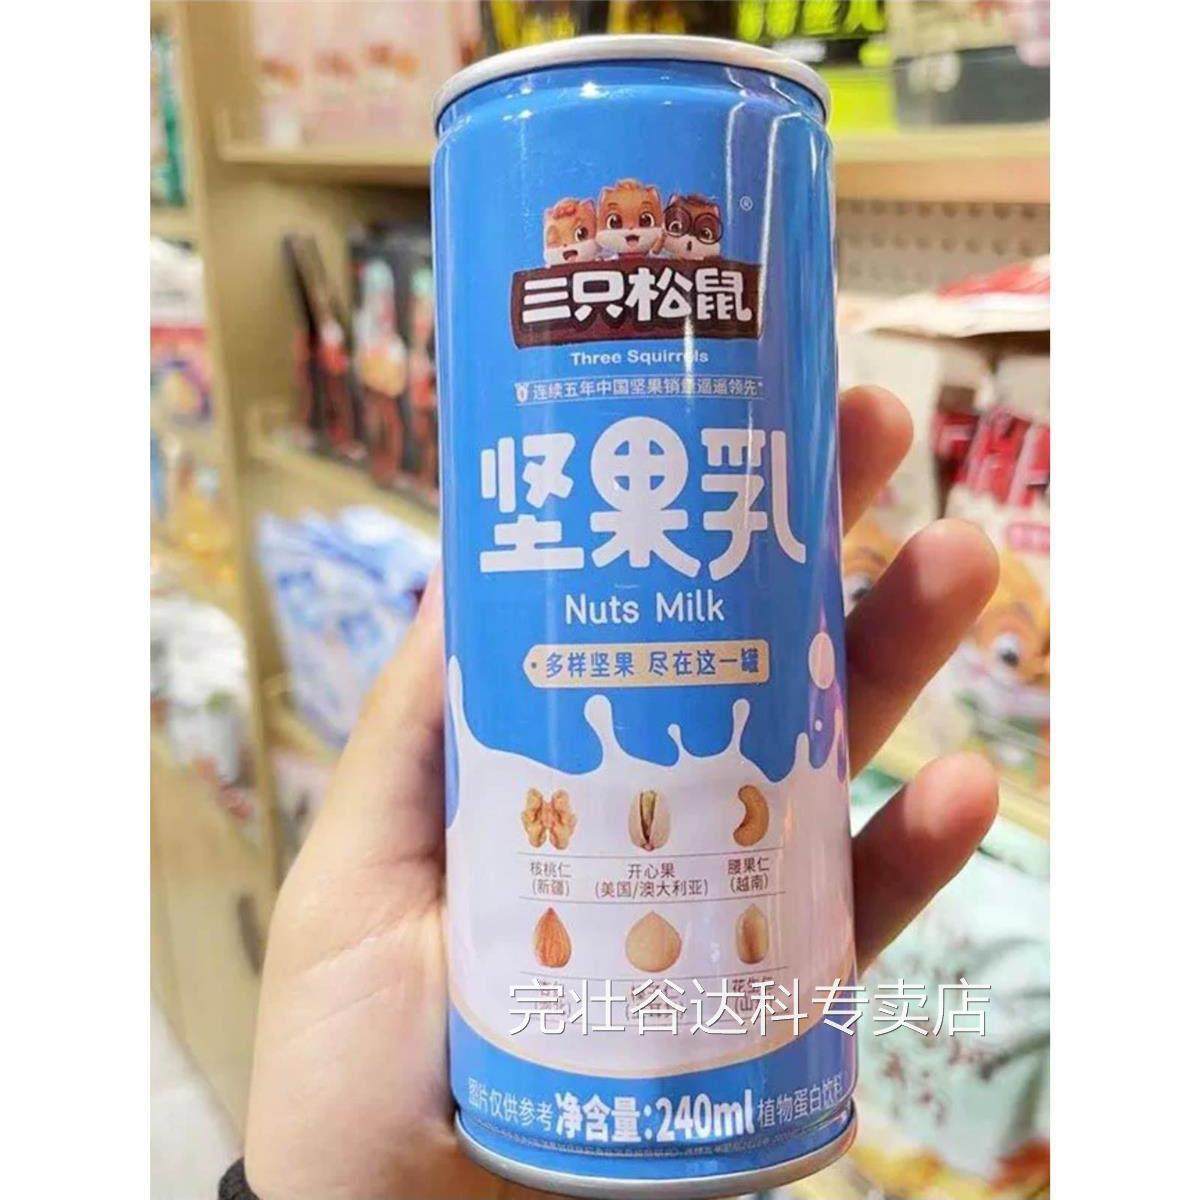 三只松鼠
®
Three Squirrels
连续五年中国坚果销量遥遥领先*
坚果乳
Nuts Milk
多样坚果 尽在这一罐
核桃仁 开心果 腰果仁
(新疆) (美国/澳大利亚) (越南)
花生仁
完壮谷达科专卖店
图片仅供参考 净含量:240ml 植物蛋白饮料